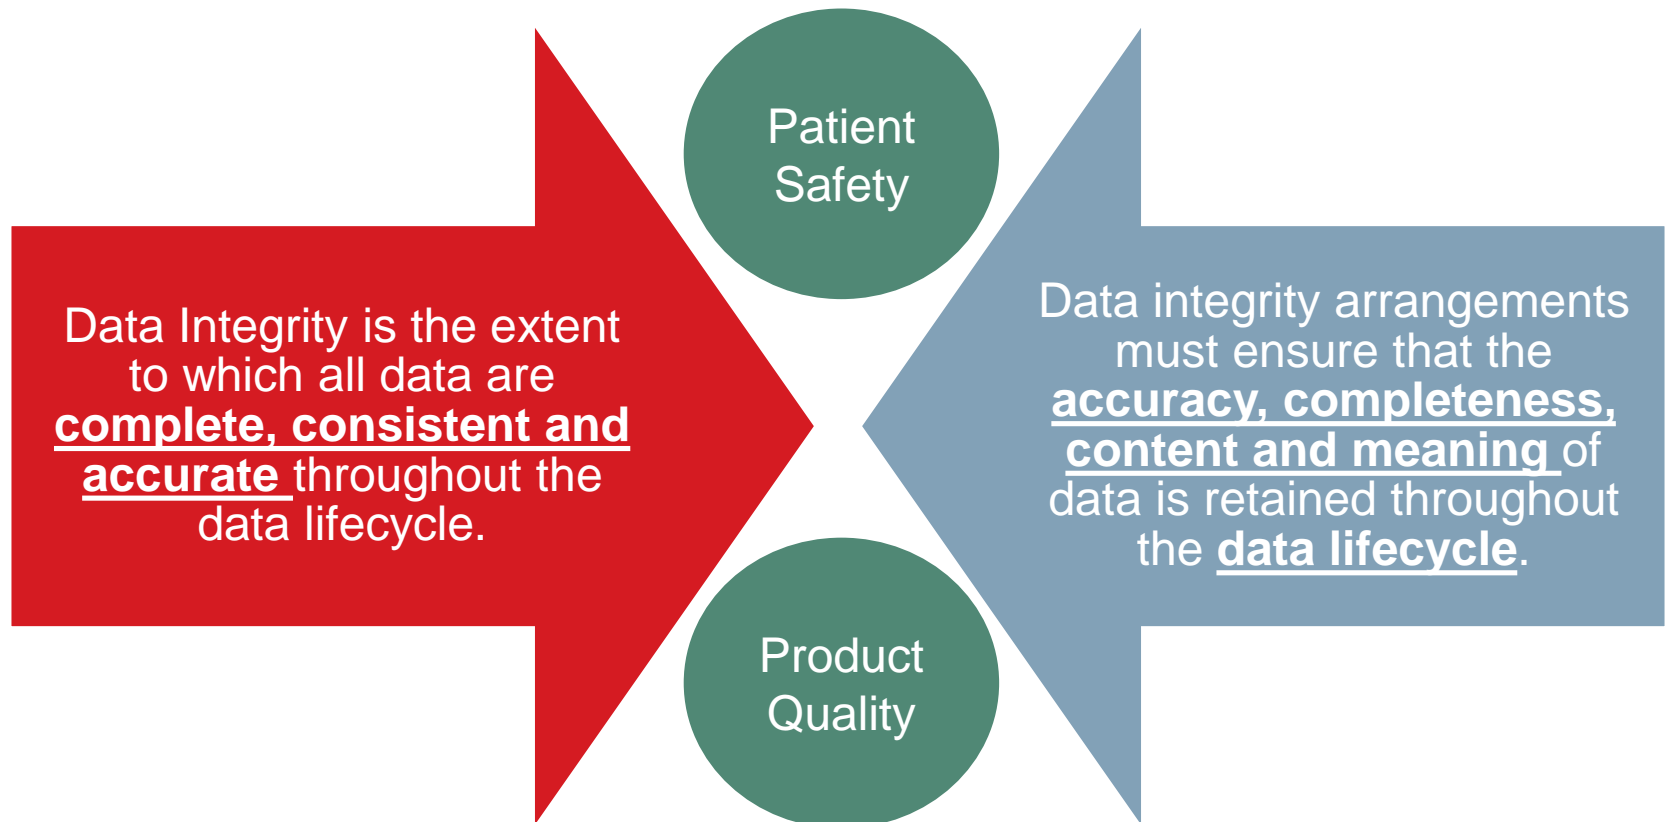 Patient
Safety
Data Integrity is the extent
to which all data are
complete, consistent and
accurate throughout the
data lifecycle.
Data integrity arrangements
must ensure that the
accuracy, completeness,
content and meaning of
data is retained throughout
the data lifecycle.
Product
Quality